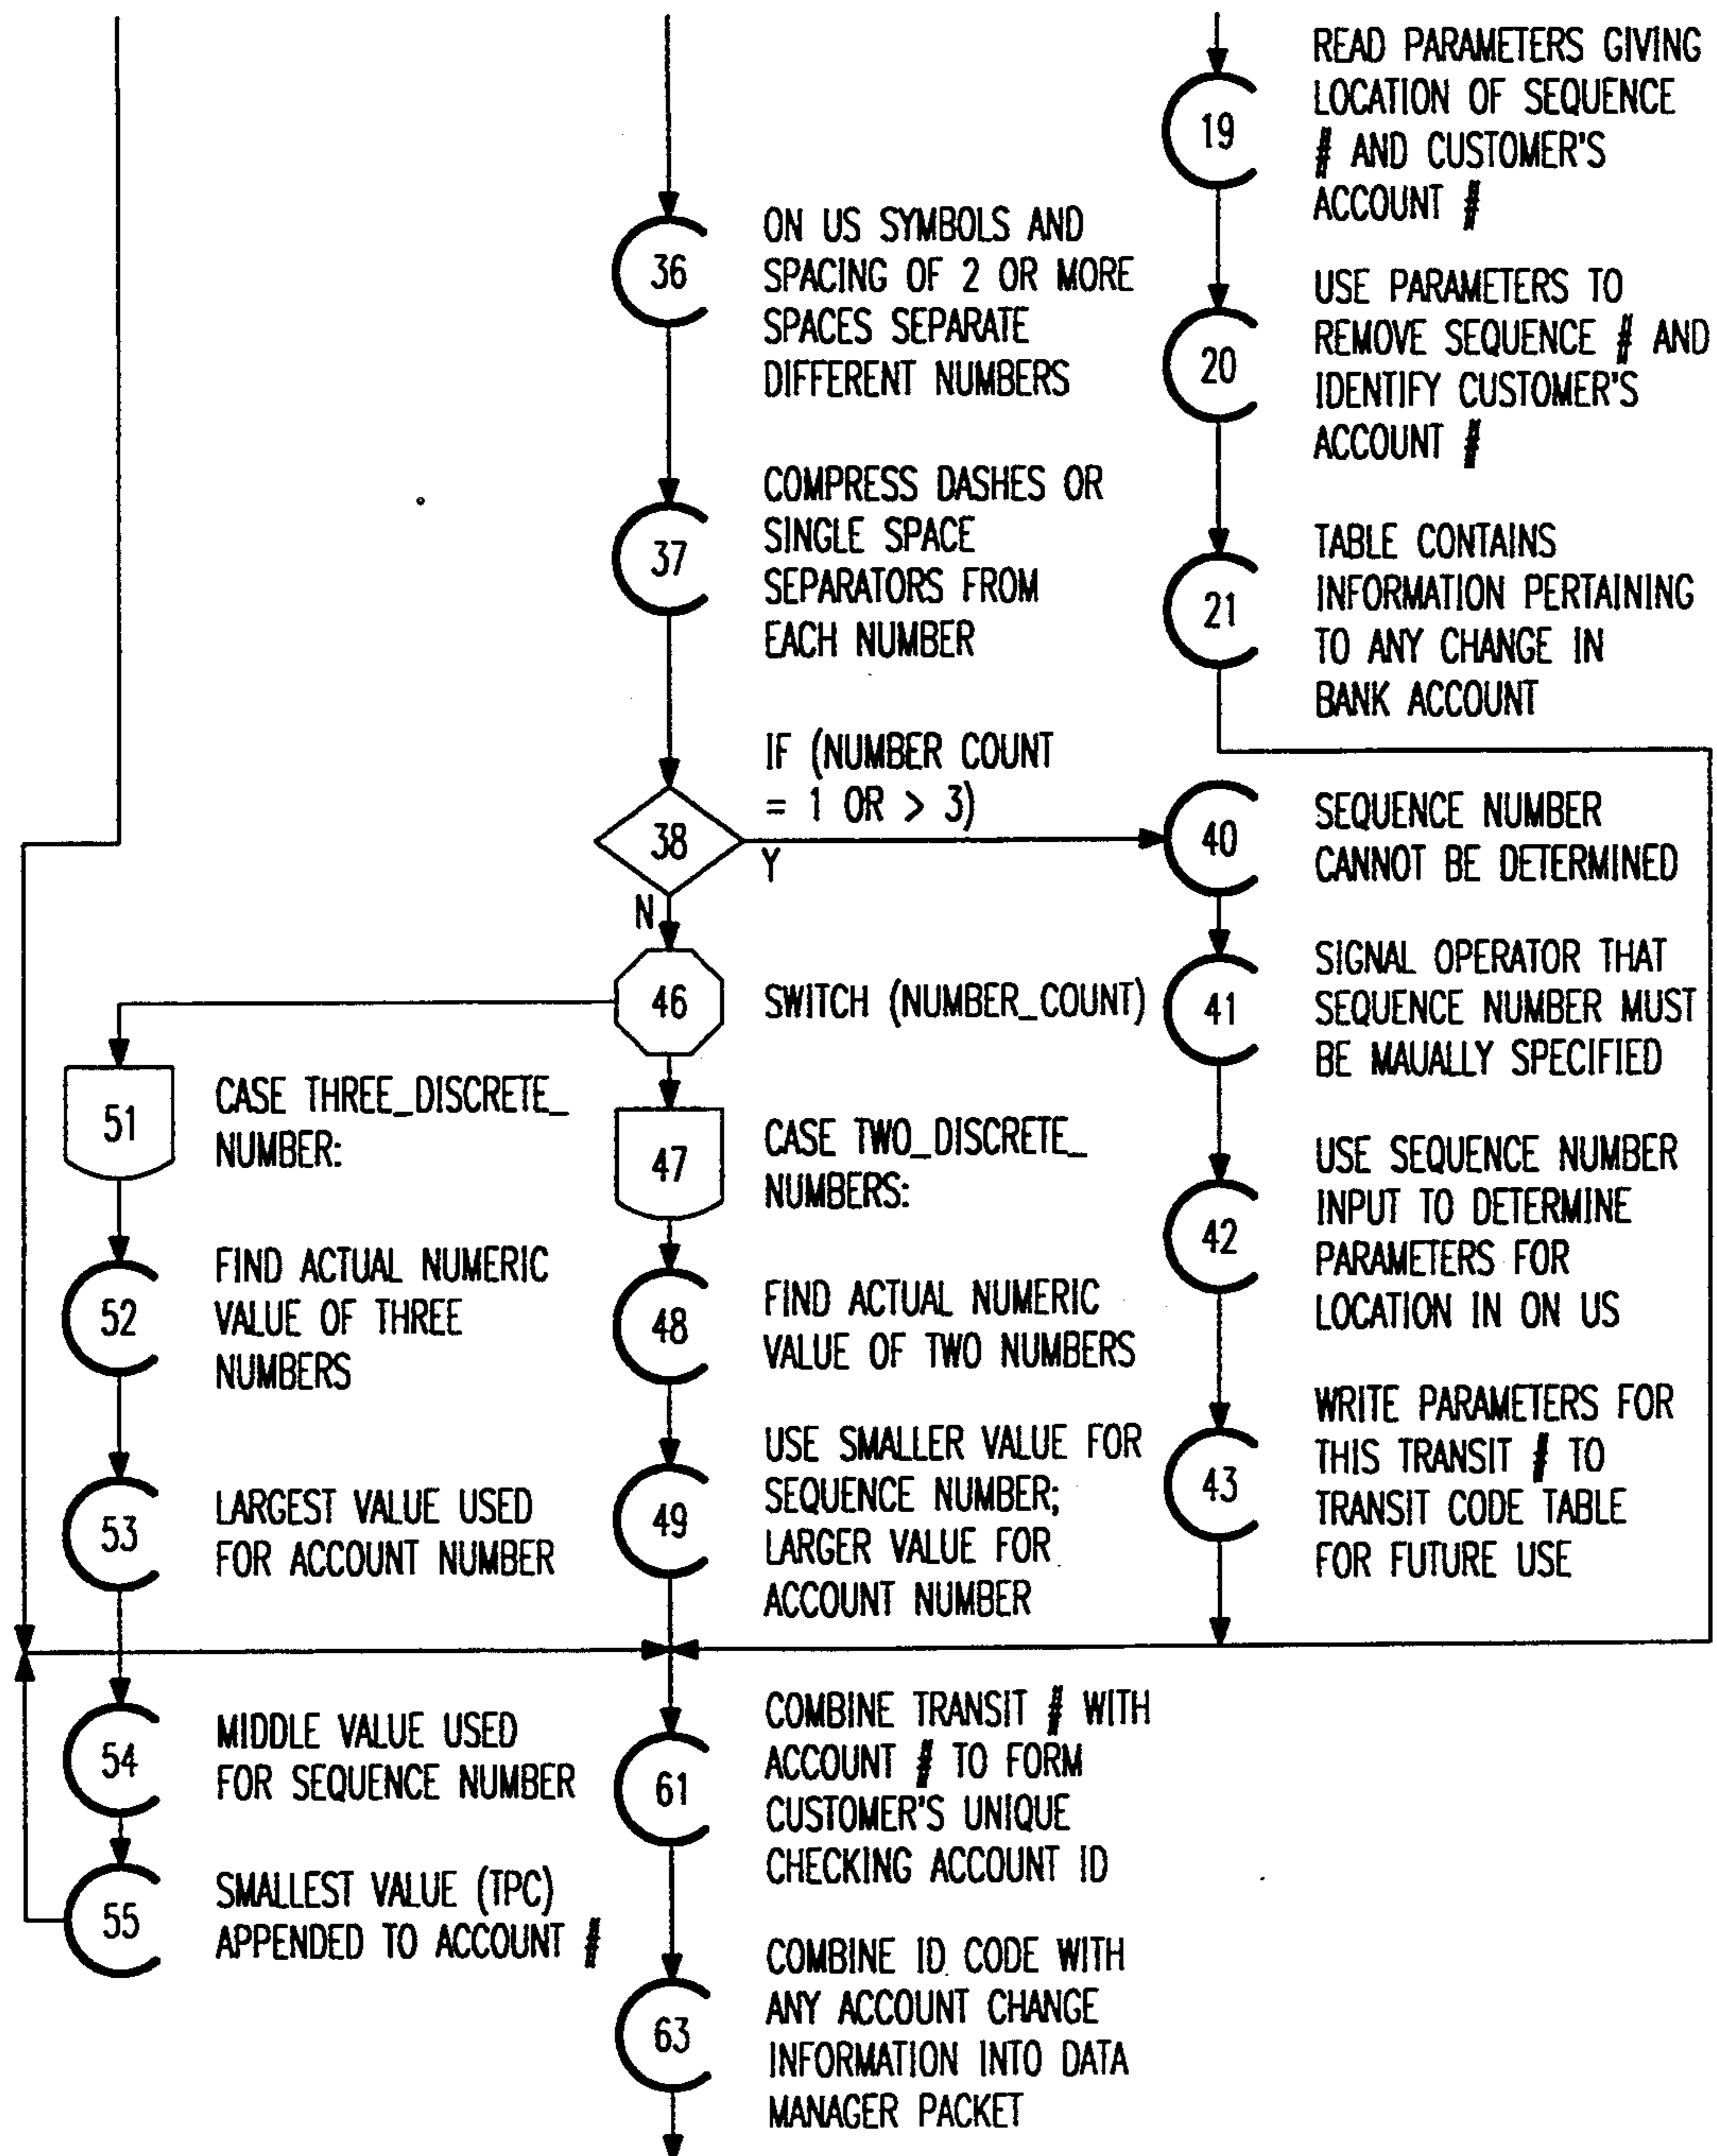 19
READ PARAMETERS GIVING
LOCATION OF SEQUENCE
# AND CUSTOMER'S
ACCOUNT #
36
ON US SYMBOLS AND
SPACING OF 2 OR MORE
SPACES SEPARATE
DIFFERENT NUMBERS
20
USE PARAMETERS TO
REMOVE SEQUENCE # AND
IDENTIFY CUSTOMER'S
ACCOUNT #
37
COMPRESS DASHES OR
SINGLE SPACE
SEPARATORS FROM
EACH NUMBER
21
TABLE CONTAINS
INFORMATION PERTAINING
TO ANY CHANGE IN
BANK ACCOUNT
38
IF (NUMBER COUNT
= 1 OR > 3)
Y
N
40
SEQUENCE NUMBER
CANNOT BE DETERMINED
46
SWITCH (NUMBER_COUNT)
41
SIGNAL OPERATOR THAT
SEQUENCE NUMBER MUST
BE MAUALLY SPECIFIED
51
CASE THREE_DISCRETE_
NUMBER:
47
CASE TWO_DISCRETE_
NUMBERS:
42
USE SEQUENCE NUMBER
INPUT TO DETERMINE
PARAMETERS FOR
LOCATION IN ON US
52
FIND ACTUAL NUMERIC
VALUE OF THREE
NUMBERS
48
FIND ACTUAL NUMERIC
VALUE OF TWO NUMBERS
43
WRITE PARAMETERS FOR
THIS TRANSIT # TO
TRANSIT CODE TABLE
FOR FUTURE USE
53
LARGEST VALUE USED
FOR ACCOUNT NUMBER
49
USE SMALLER VALUE FOR
SEQUENCE NUMBER;
LARGER VALUE FOR
ACCOUNT NUMBER
54
MIDDLE VALUE USED
FOR SEQUENCE NUMBER
61
COMBINE TRANSIT # WITH
ACCOUNT # TO FORM
CUSTOMER'S UNIQUE
CHECKING ACCOUNT ID
55
SMALLEST VALUE (TPC)
APPENDED TO ACCOUNT #
63
COMBINE ID CODE WITH
ANY ACCOUNT CHANGE
INFORMATION INTO DATA
MANAGER PACKET